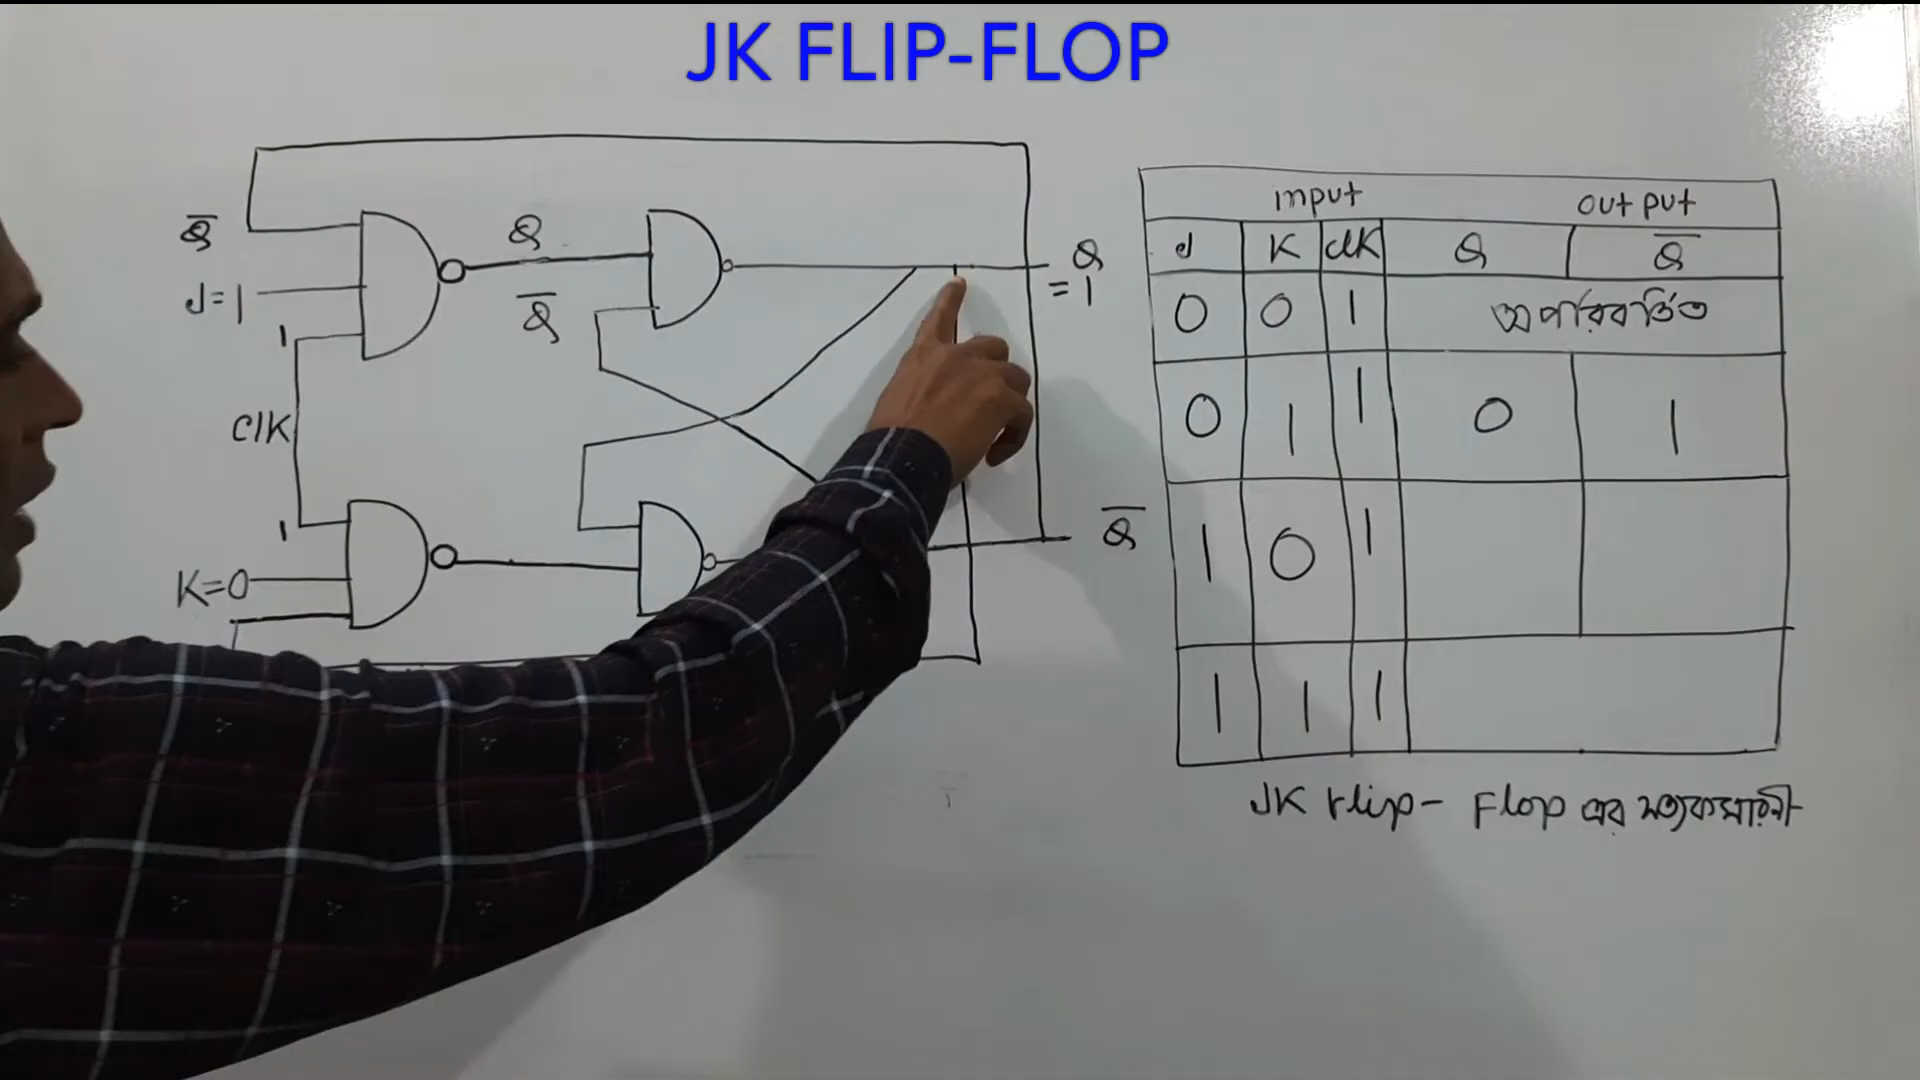 JK FLIP-FLOP
Q̅
J=1
1
Q
Q̅
Q
=1
CLK
1
K=0
Q̅
input output
J K CLK Q Q̅
0 0 1 অপরিবর্তিত
0 1 1 0 1
1 0 1
1 1 1
JK Flip- Flop এর সত্যকসারণী